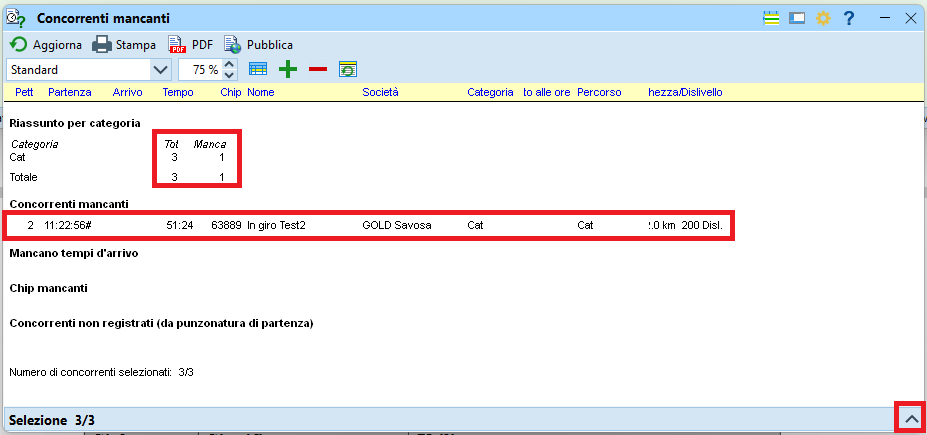 Concorrenti mancanti
Aggiorna Stampa PDF Pubblica
Standard 75 %
Pett Partenza Arrivo Tempo Chip Nome Società Categoria to alle ore Percorso hezza/Dislivello
Riassunto per categoria
Categoria Tot Manca
Cat 3 1
Totale 3 1
Concorrenti mancanti
2 11:22:56# 51:24 63889 In giro Test2 GOLD Savosa Cat Cat .0 km 200 Disl.
Mancano tempi d'arrivo
Chip mancanti
Concorrenti non registrati (da punzonatura di partenza)
Numero di concorrenti selezionati: 3/3
Selezione 3/3